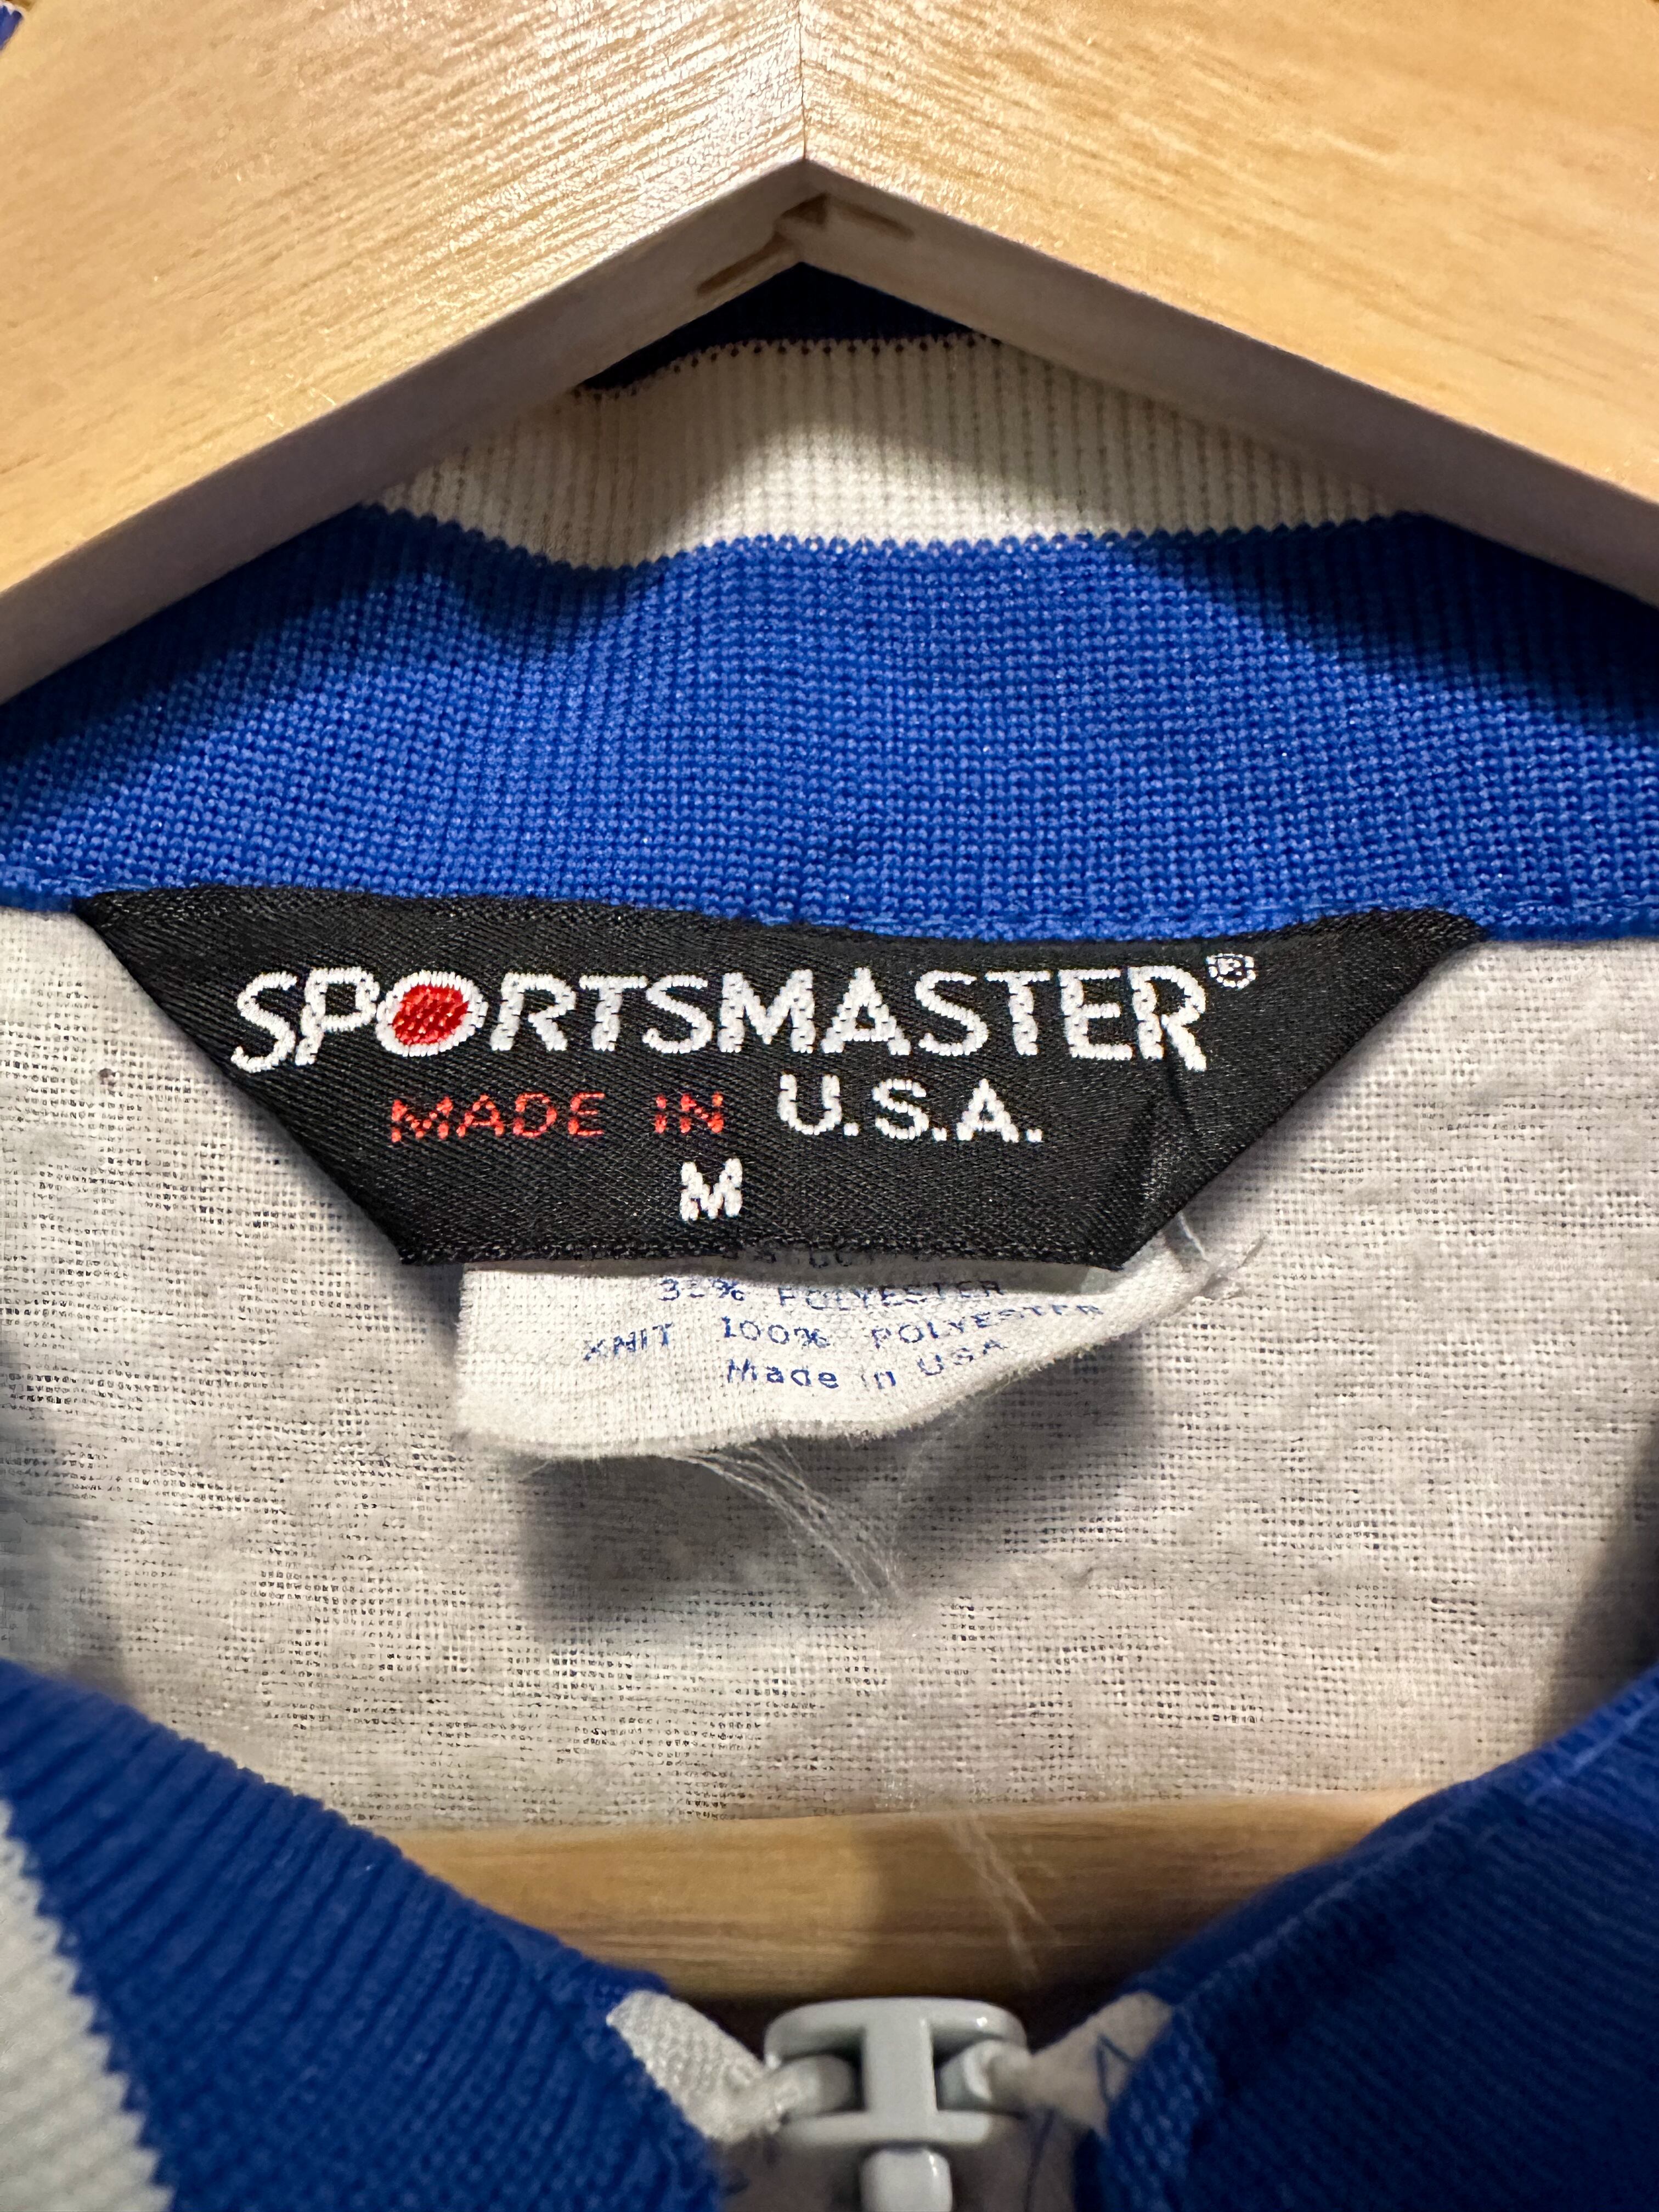 SPORTSMASTER®
MADE IN U.S.A.
M
POLYESTER
KNIT 100% POLYESTER
Made in USA